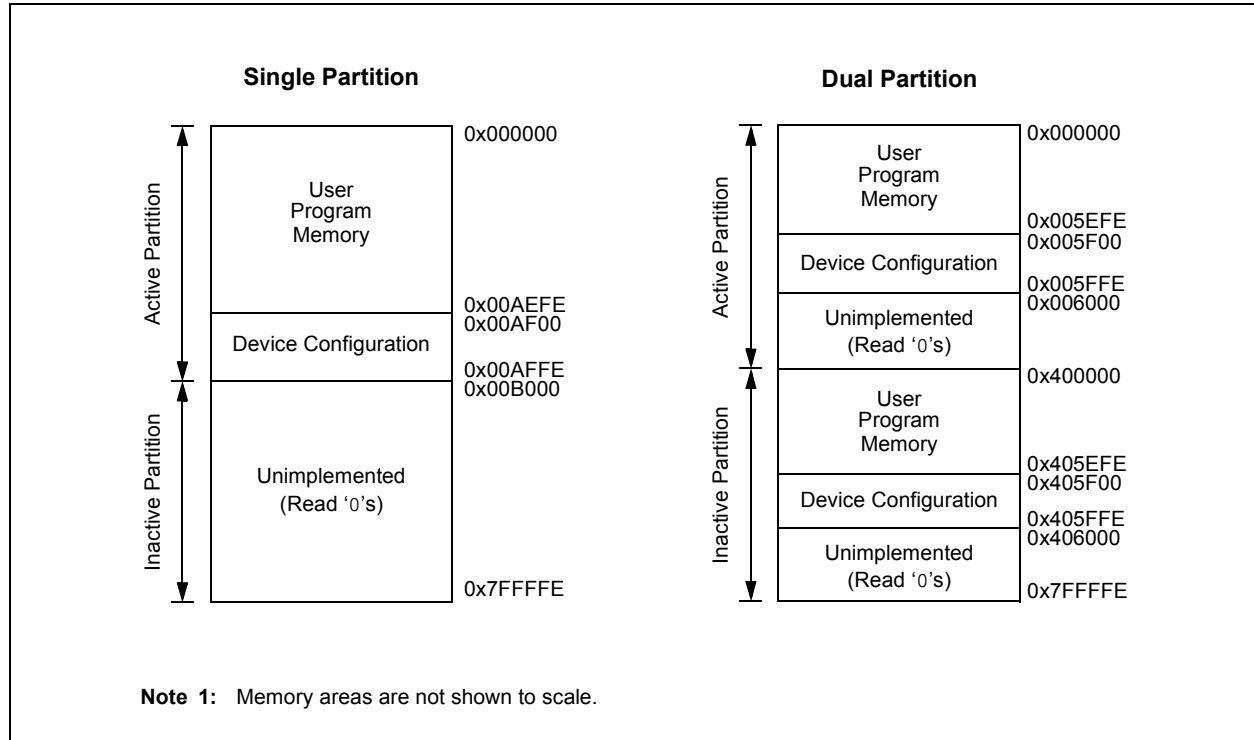 Single Partition
Active Partition
Inactive Partition
User
Program
Memory
Device Configuration
Unimplemented
(Read ‘0’s)
0x000000
0x00AEFE
0x00AF00
0x00AFFE
0x00B000
0x7FFFFE
Dual Partition
Active Partition
Inactive Partition
User
Program
Memory
Device Configuration
Unimplemented
(Read ‘0’s)
User
Program
Memory
Device Configuration
Unimplemented
(Read ‘0’s)
0x000000
0x005EFE
0x005F00
0x005FFE
0x006000
0x400000
0x405EFE
0x405F00
0x405FFE
0x406000
0x7FFFFE
Note 1: Memory areas are not shown to scale.